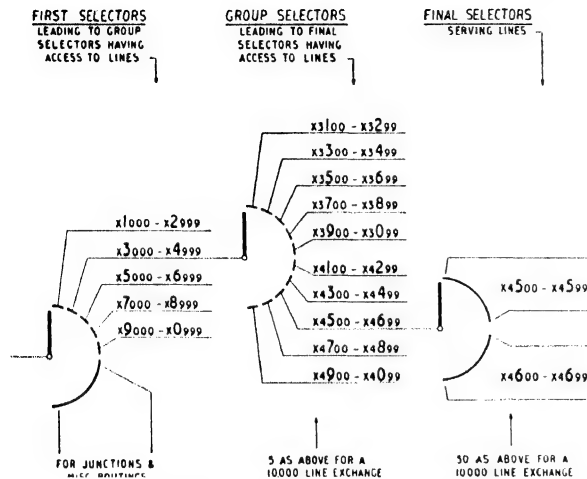 FIRST SELECTORS
LEADING TO GROUP
SELECTORS HAVING
ACCESS TO LINES
GROUP SELECTORS
LEADING TO FINAL
SELECTORS HAVING
ACCESS TO LINES
FINAL SELECTORS
SERVING LINES
x1000 - x2999
x3000 - x4999
x5000 - x6999
x7000 - x8999
x9000 - x0999
FOR JUNCTIONS &
x3100 - x3299
x3300 - x3499
x3500 - x3699
x3700 - x3899
x3900 - x3099
x4100 - x4299
x4300 - x4499
x4500 - x4699
x4700 - x4899
x4900 - x4099
5 AS ABOVE FOR A
10,000 LINE EXCHANGE
x4500 - x4599
x4600 - x4699
50 AS ABOVE FOR A
10000 LINE EXCHANGE